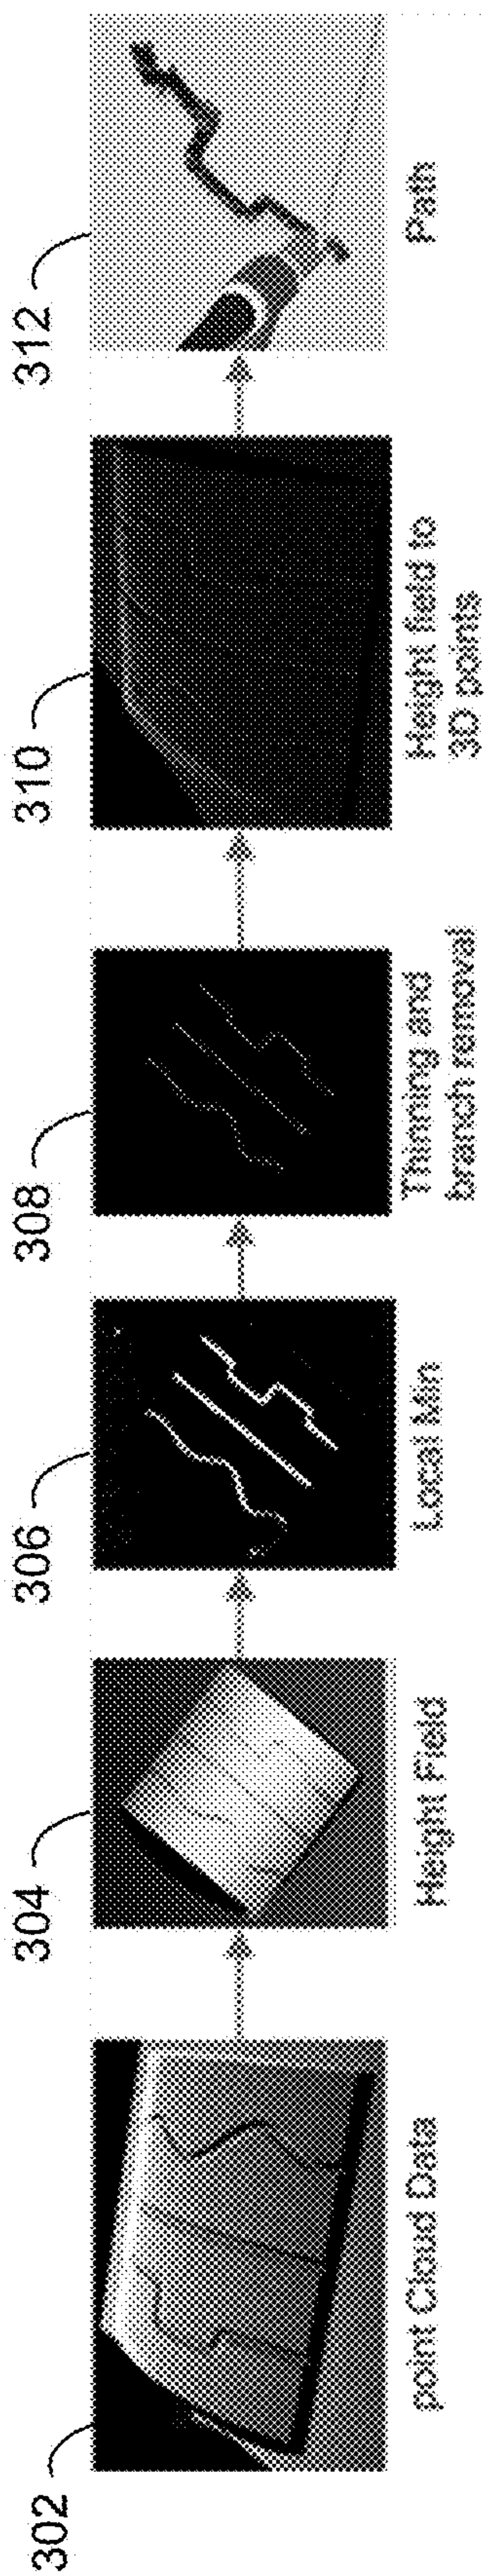 302
304
306
308
310
312
point Cloud Data
Height Field
Local Min
Thinning and
branch removal
Height field to
3D points
Path